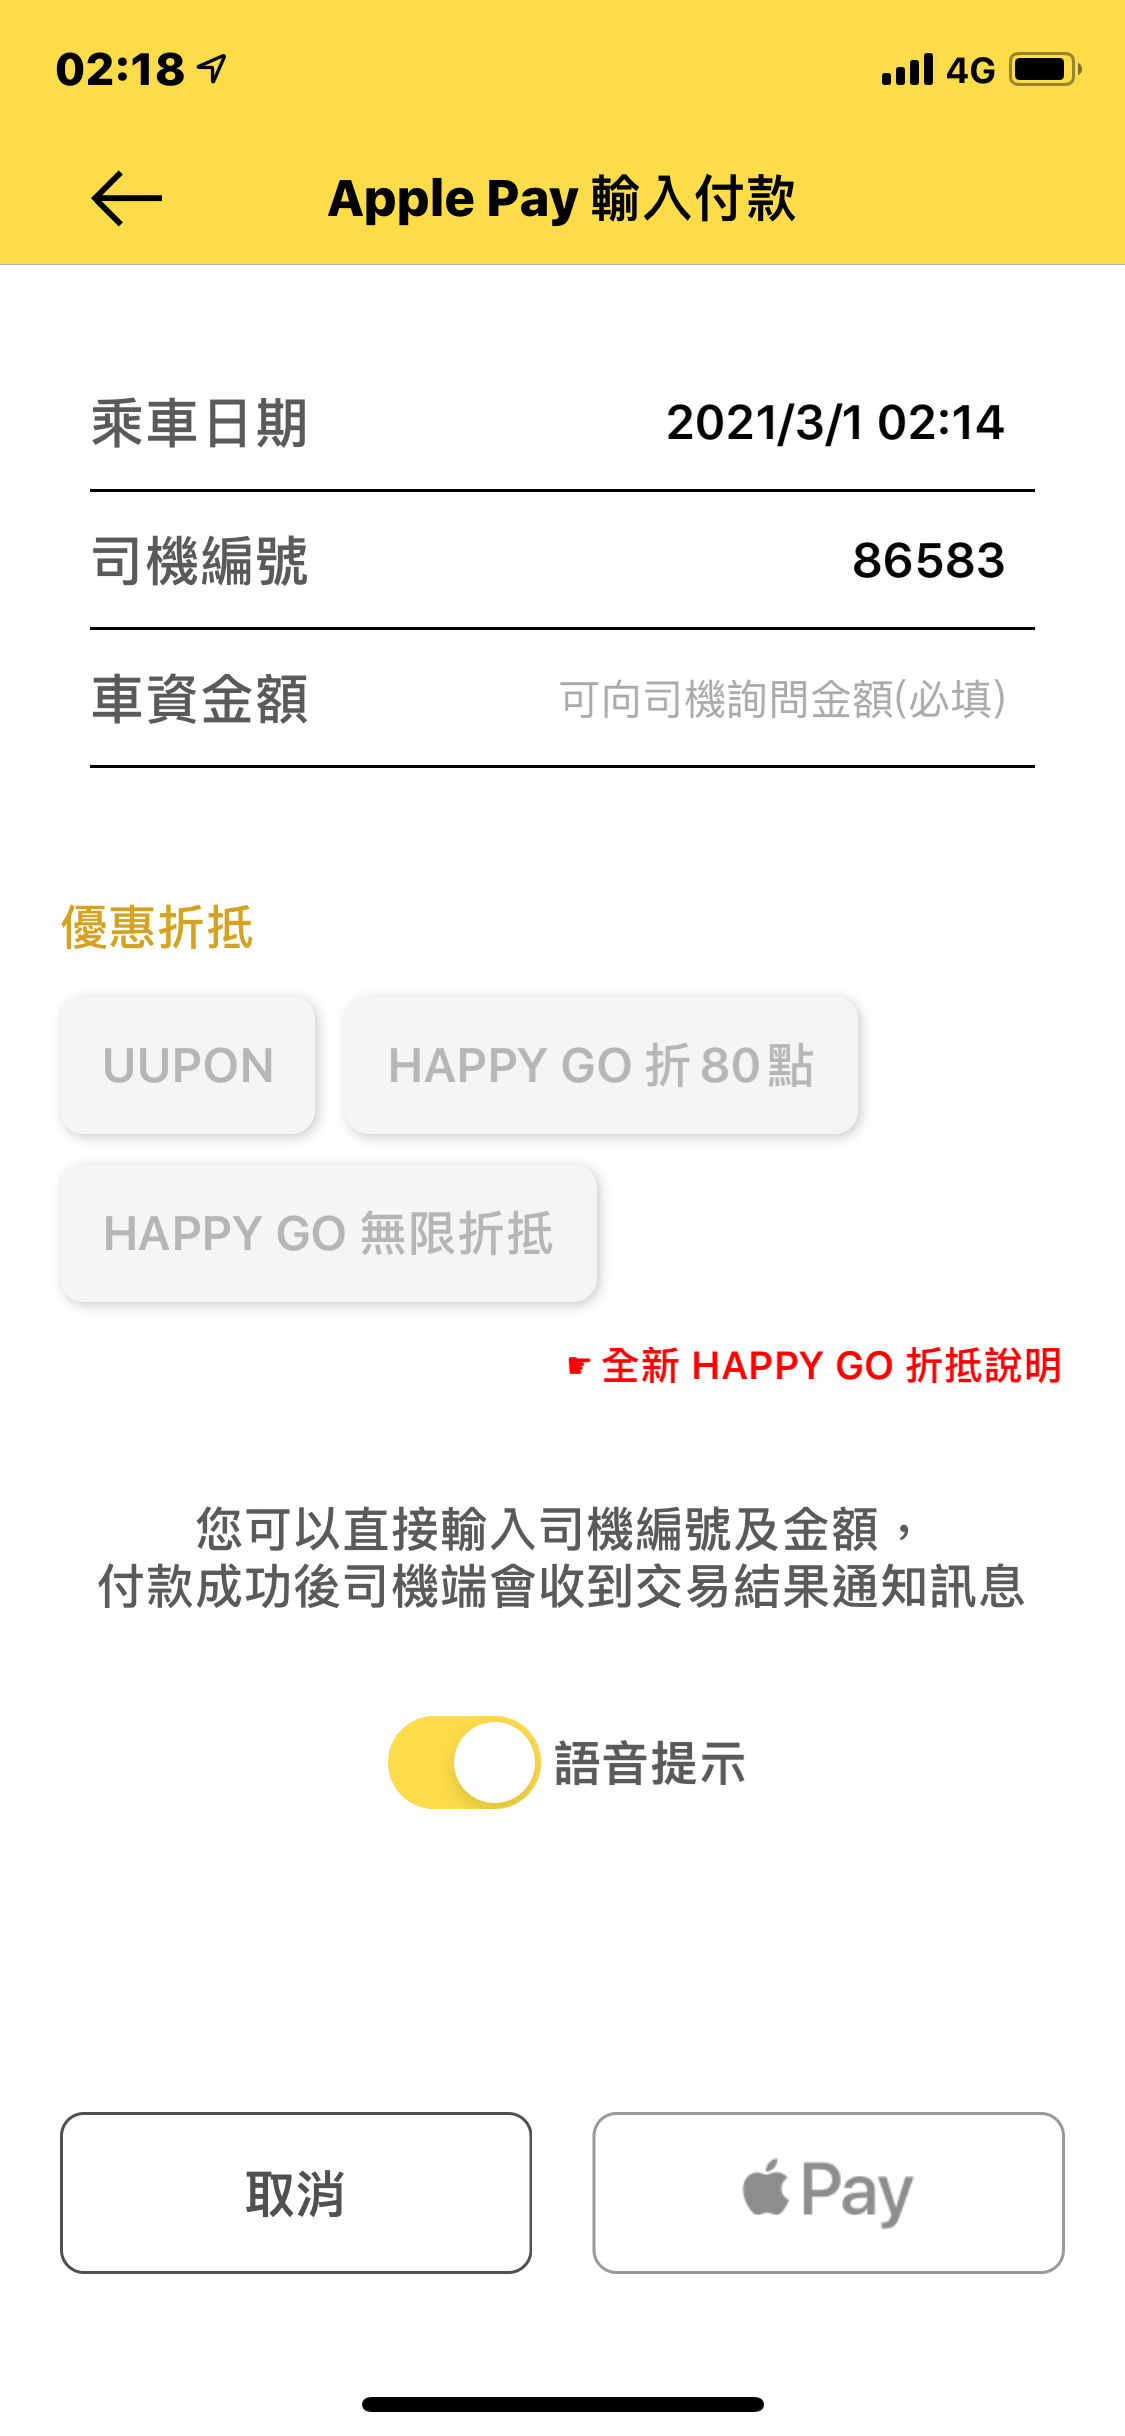 02:18 4G
Apple Pay 輸入付款
乘車日期 2021/3/1 02:14
司機編號 86583
車資金額 可向司機詢問金額(必填)
優惠折抵
UUPON HAPPY GO 折80點
HAPPY GO 無限折抵
☛ 全新 HAPPY GO 折抵說明
您可以直接輸入司機編號及金額，
付款成功後司機端會收到交易結果通知訊息
語音提示
取消 Pay